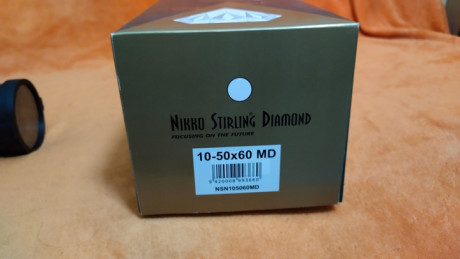 NIKKO STIRLING DIAMOND
FOCUSING ON THE FUTURE
10-50x60 MD
NSN105060MD